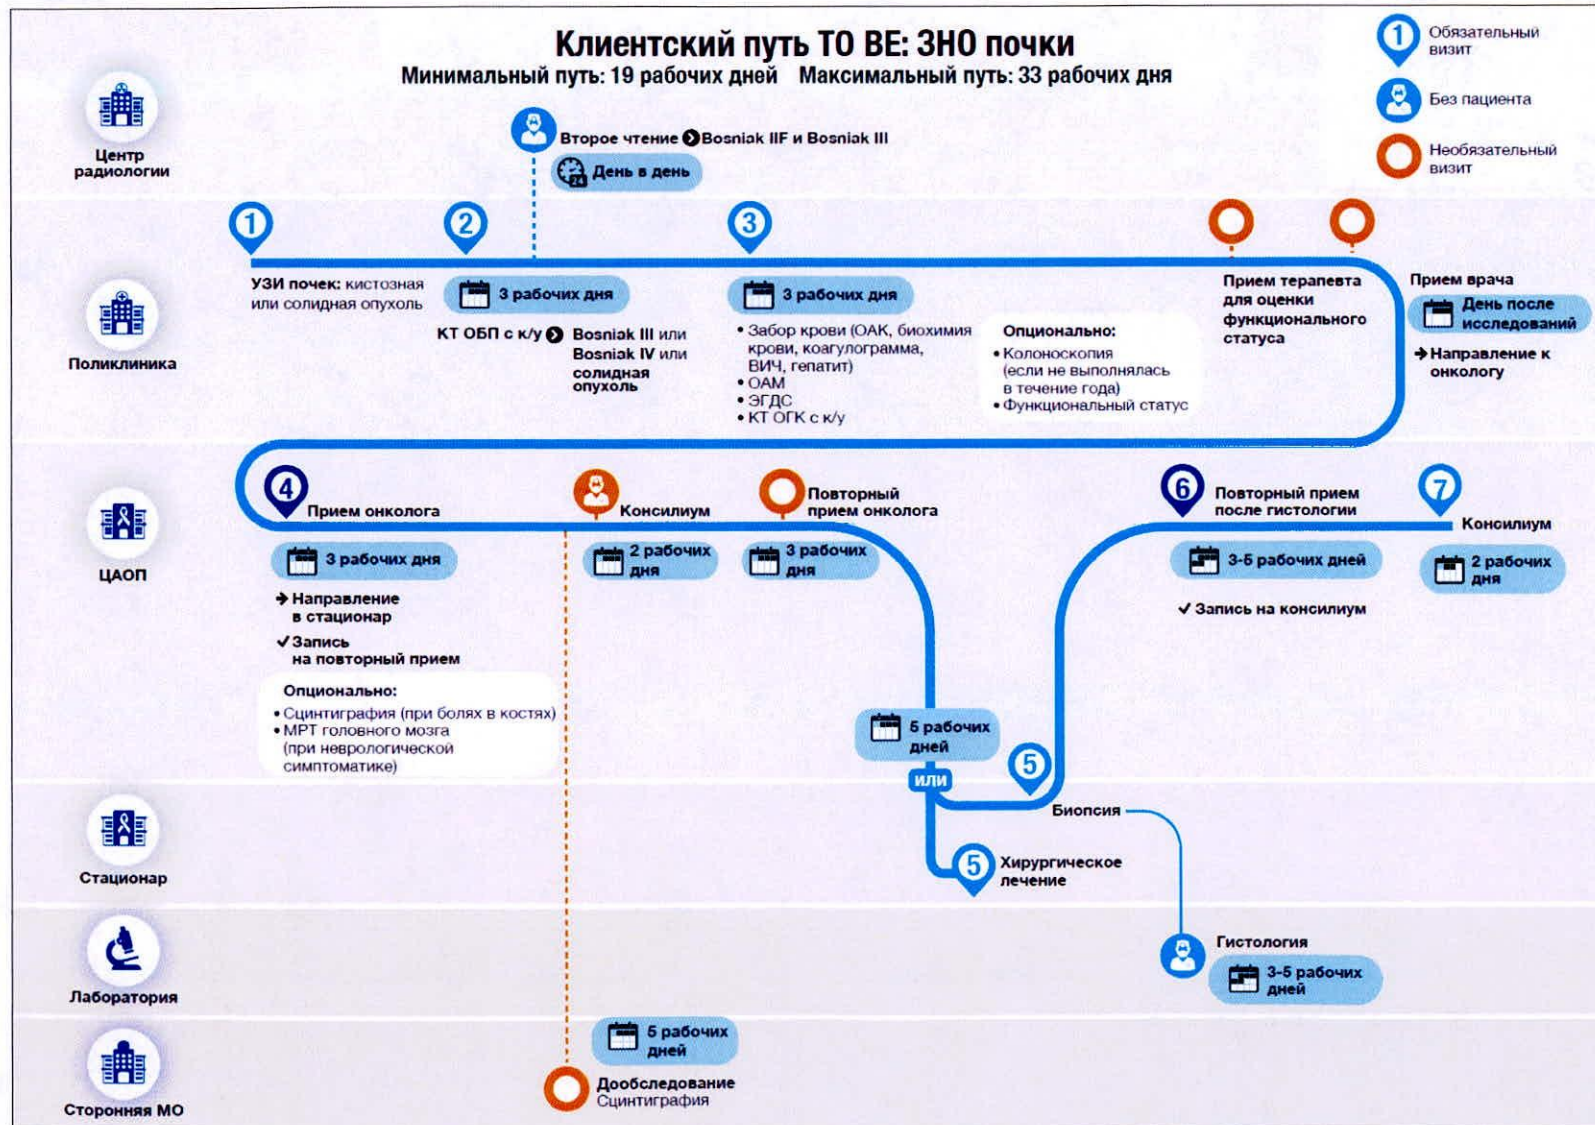 Клиентский путь TO BE: ЗНО почки
Минимальный путь: 19 рабочих дней Максимальный путь: 33 рабочих дня
1
Обязательный
визит
Без пациента
Необязательный
визит
Центр
радиологии
Второе чтение Bosniak IIF и Bosniak III
24
День в день
Поликлиника
1
УЗИ почек: кистозная
или солидная опухоль
2
3 рабочих дня
КТ ОБП с к/у Bosniak III или
Bosniak IV или
солидная
опухоль
3
3 рабочих дня
• Забор крови (ОАК, биохимия
крови, коагулограмма,
ВИЧ, гепатит)
• ОАМ
• ЭГДС
• КТ ОГК с к/у
Опционально:
• Колоноскопия
(если не выполнялась
в течение года)
• Функциональный статус
Прием терапевта
для оценки
функционального
статуса
Прием врача
День после
исследований
➔ Направление к
онкологу
ЦАОП
4
Прием онколога
3 рабочих дня
➔ Направление
в стационар
✓ Запись
на повторный прием
Опционально:
• Сцинтиграфия (при болях в костях)
• МРТ головного мозга
(при неврологической
симптоматике)
Консилиум
2 рабочих
дня
Повторный
прием онколога
3 рабочих
дня
6
Повторный прием
после гистологии
3-5 рабочих дней
✓ Запись на консилиум
7
Консилиум
2 рабочих
дня
5 рабочих
дней
или
5
Биопсия
Стационар
5
Хирургическое
лечение
Лаборатория
Гистология
3-5 рабочих
дней
Сторонняя МО
5 рабочих
дней
Дообследование
Сцинтиграфия